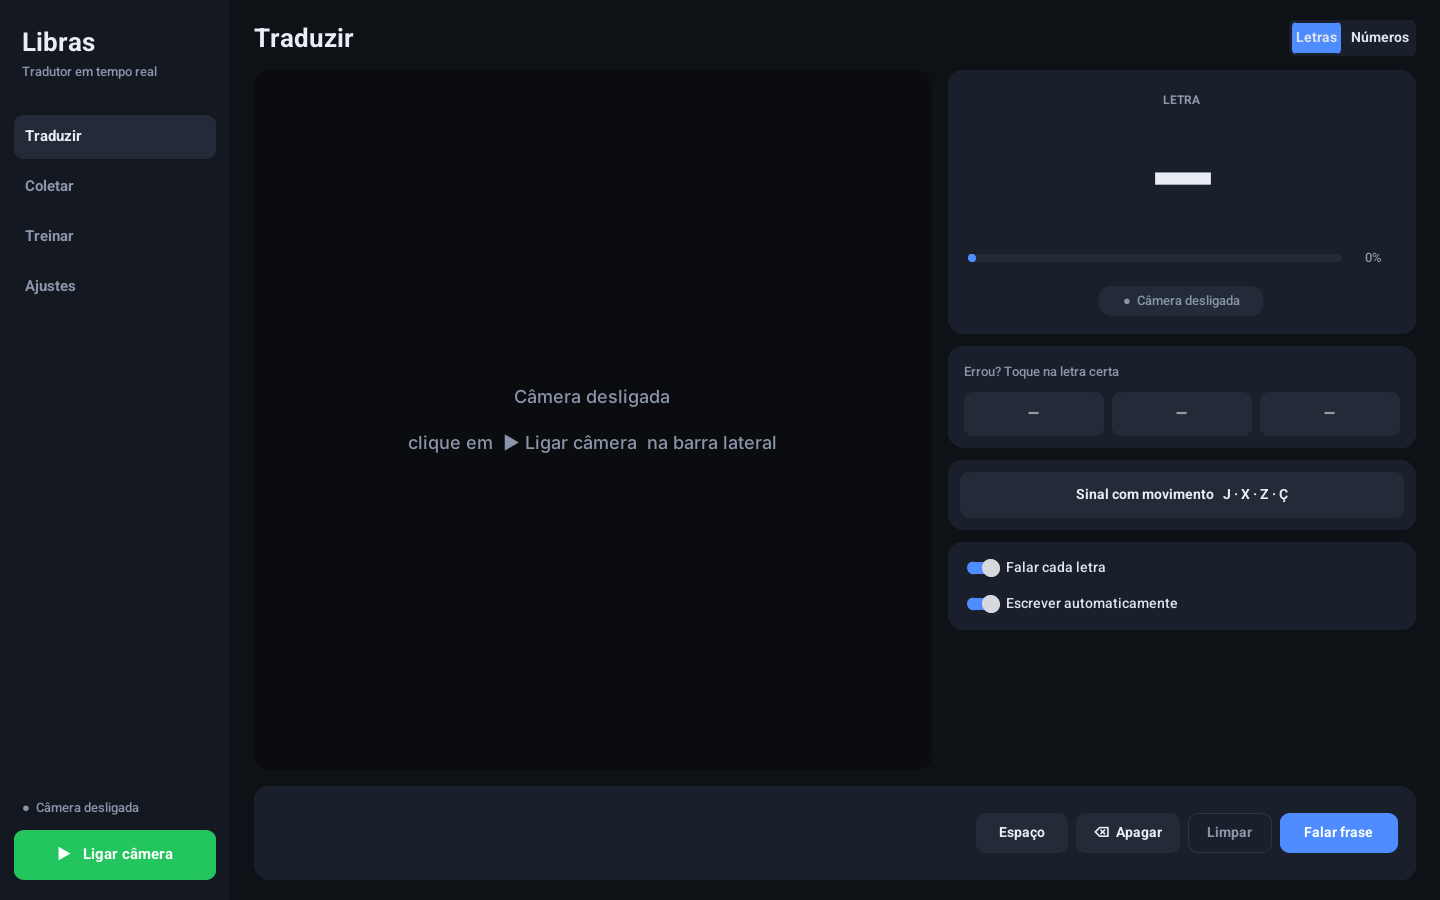 Libras
Tradutor em tempo real
Traduzir
Coletar
Treinar
Ajustes
● Câmera desligada
▶ Ligar câmera
Traduzir
Letras Números
Câmera desligada
clique em ▶ Ligar câmera na barra lateral
LETRA
—
0%
● Câmera desligada
Errou? Toque na letra certa
— — —
Sinal com movimento J · X · Z · Ç
Falar cada letra
Escrever automaticamente
Espaço ⌫ Apagar Limpar Falar frase